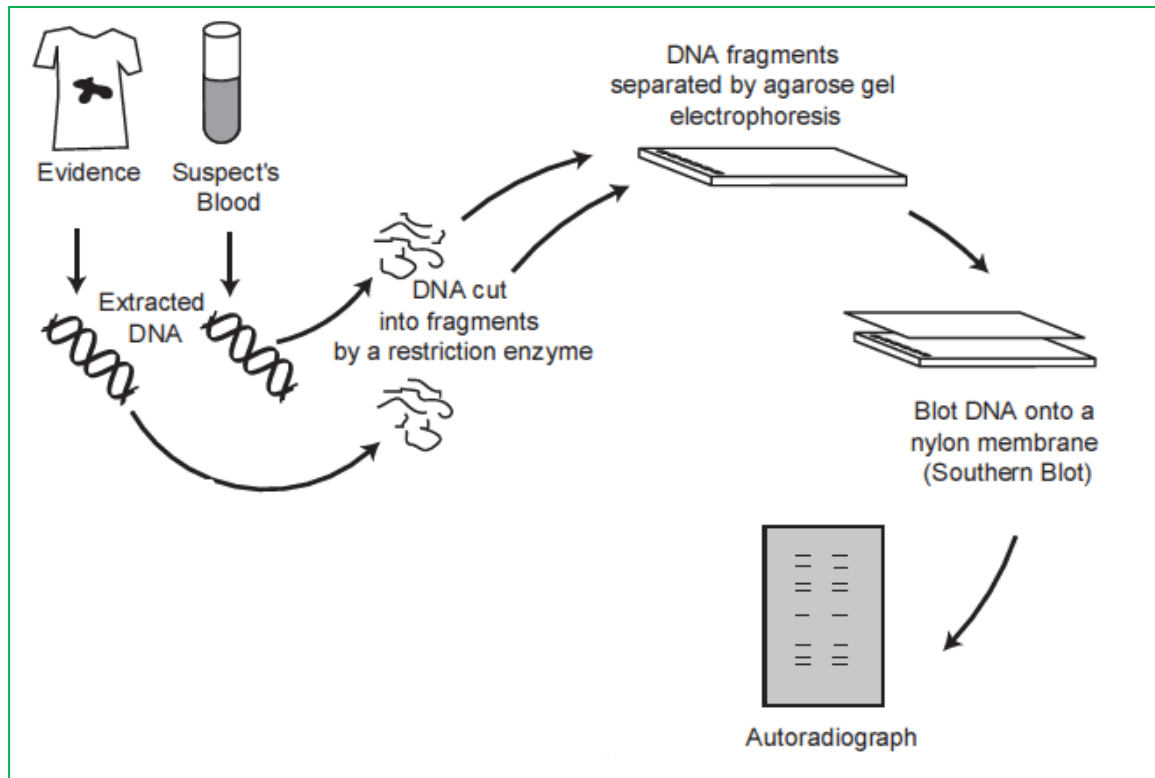 Evidence
Suspect's
Blood
Extracted
DNA
DNA cut
into fragments
by a restriction enzyme
DNA fragments
separated by agarose gel
electrophoresis
Blot DNA onto a
nylon membrane
(Southern Blot)
Autoradiograph